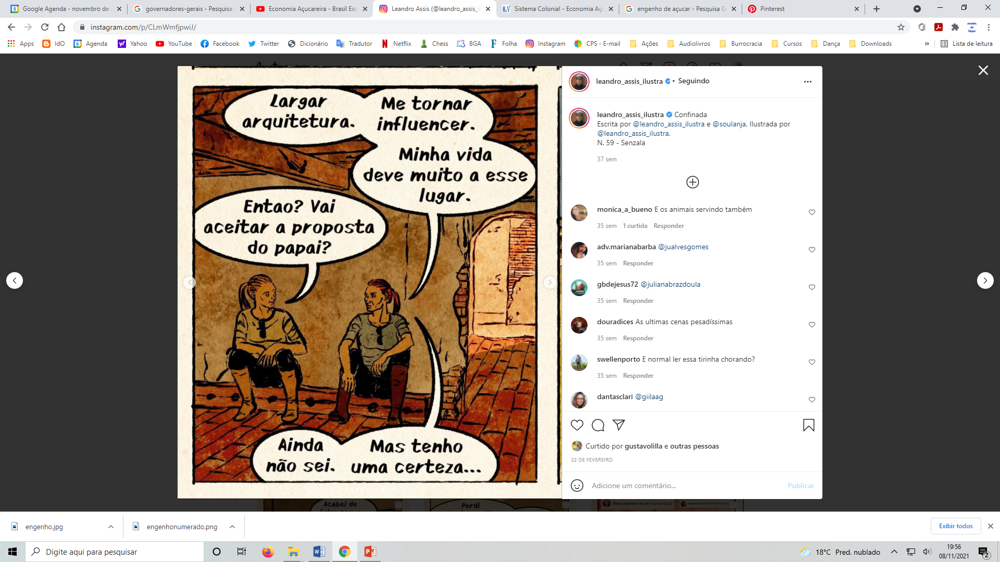 Google Agenda - novembro de 2
governadores-gerais - Pesquisa
Economia Açucareira - Brasil Esc
Leandro Assis (@leandro_assis_il
Sistema Colonial - Economia Açu
engenho de açucar - Pesquisa G
Pinterest
instagram.com/p/CLmWmfjpwiJ/
Apps
IdO
Agenda
Yahoo
YouTube
Facebook
Twitter
Dicionário
Tradutor
Netflix
Chess
BGA
Folha
Instagram
CPS - E-mail
Ações
Audiolivros
Burrocracia
Cursos
Dança
Downloads
»
Lista de leitura
Largar
arquitetura.
Me tornar
influencer.
Minha vida
deve muito a esse
lugar.
Entao? Vai
aceitar a proposta
do papai?
Ainda
não sei.
Mas tenho
uma certeza...
leandro_assis_ilustra • Seguindo
leandro_assis_ilustra Confinada
Escrita por @leandro_assis_ilustra e @soulanja. Ilustrada por
@leandro_assis_ilustra.
N. 59 - Senzala
37 sem
monica_a_bueno E os animais servindo também
35 sem 1 curtida Responder
adv.marianabarba @jualvesgomes
35 sem Responder
gbdejesus72 @julianabrazdoula
35 sem Responder
douradices As ultimas cenas pesadíssimas
35 sem Responder
swellenporto E normal ler essa tirinha chorando?
35 sem Responder
dantasclari @giilaag
Curtido por gustavolilla e outras pessoas
22 DE FEVEREIRO
Adicione um comentário...
Publicar
Acabei de
Perdi
engenho.jpg
engenhonumerado.png
Exibir todos
Digite aqui para pesquisar
18°C Pred. nublado
19:56
08/11/2021
2